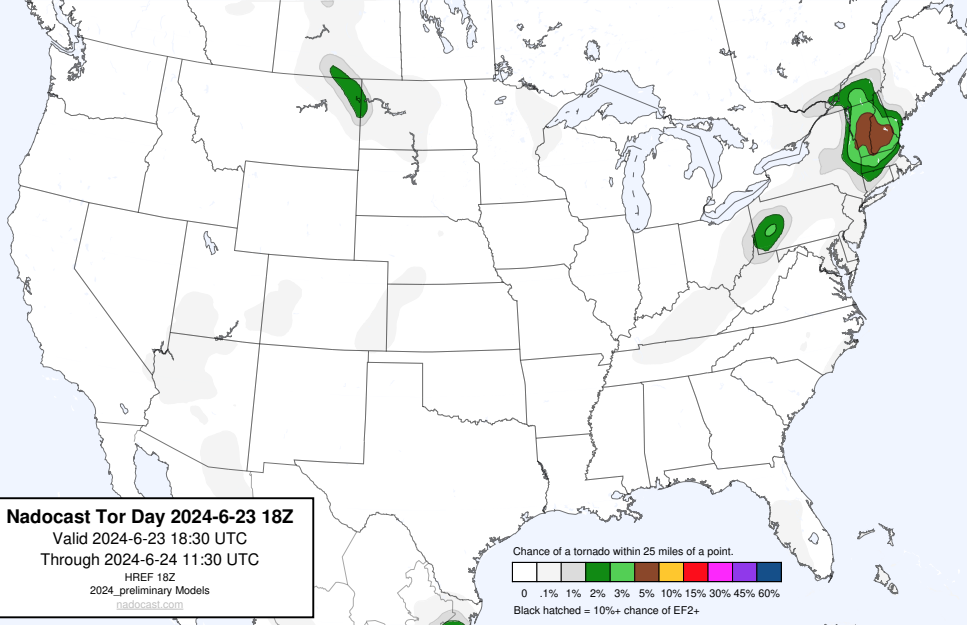 Nadocast Tor Day 2024-6-23 18Z
Valid 2024-6-23 18:30 UTC
Through 2024-6-24 11:30 UTC
HREF 18Z
2024_preliminary Models
nadocast.com
Chance of a tornado within 25 miles of a point.
0 .1% 1% 2% 3% 5% 10% 15% 30% 45% 60%
Black hatched = 10%+ chance of EF2+